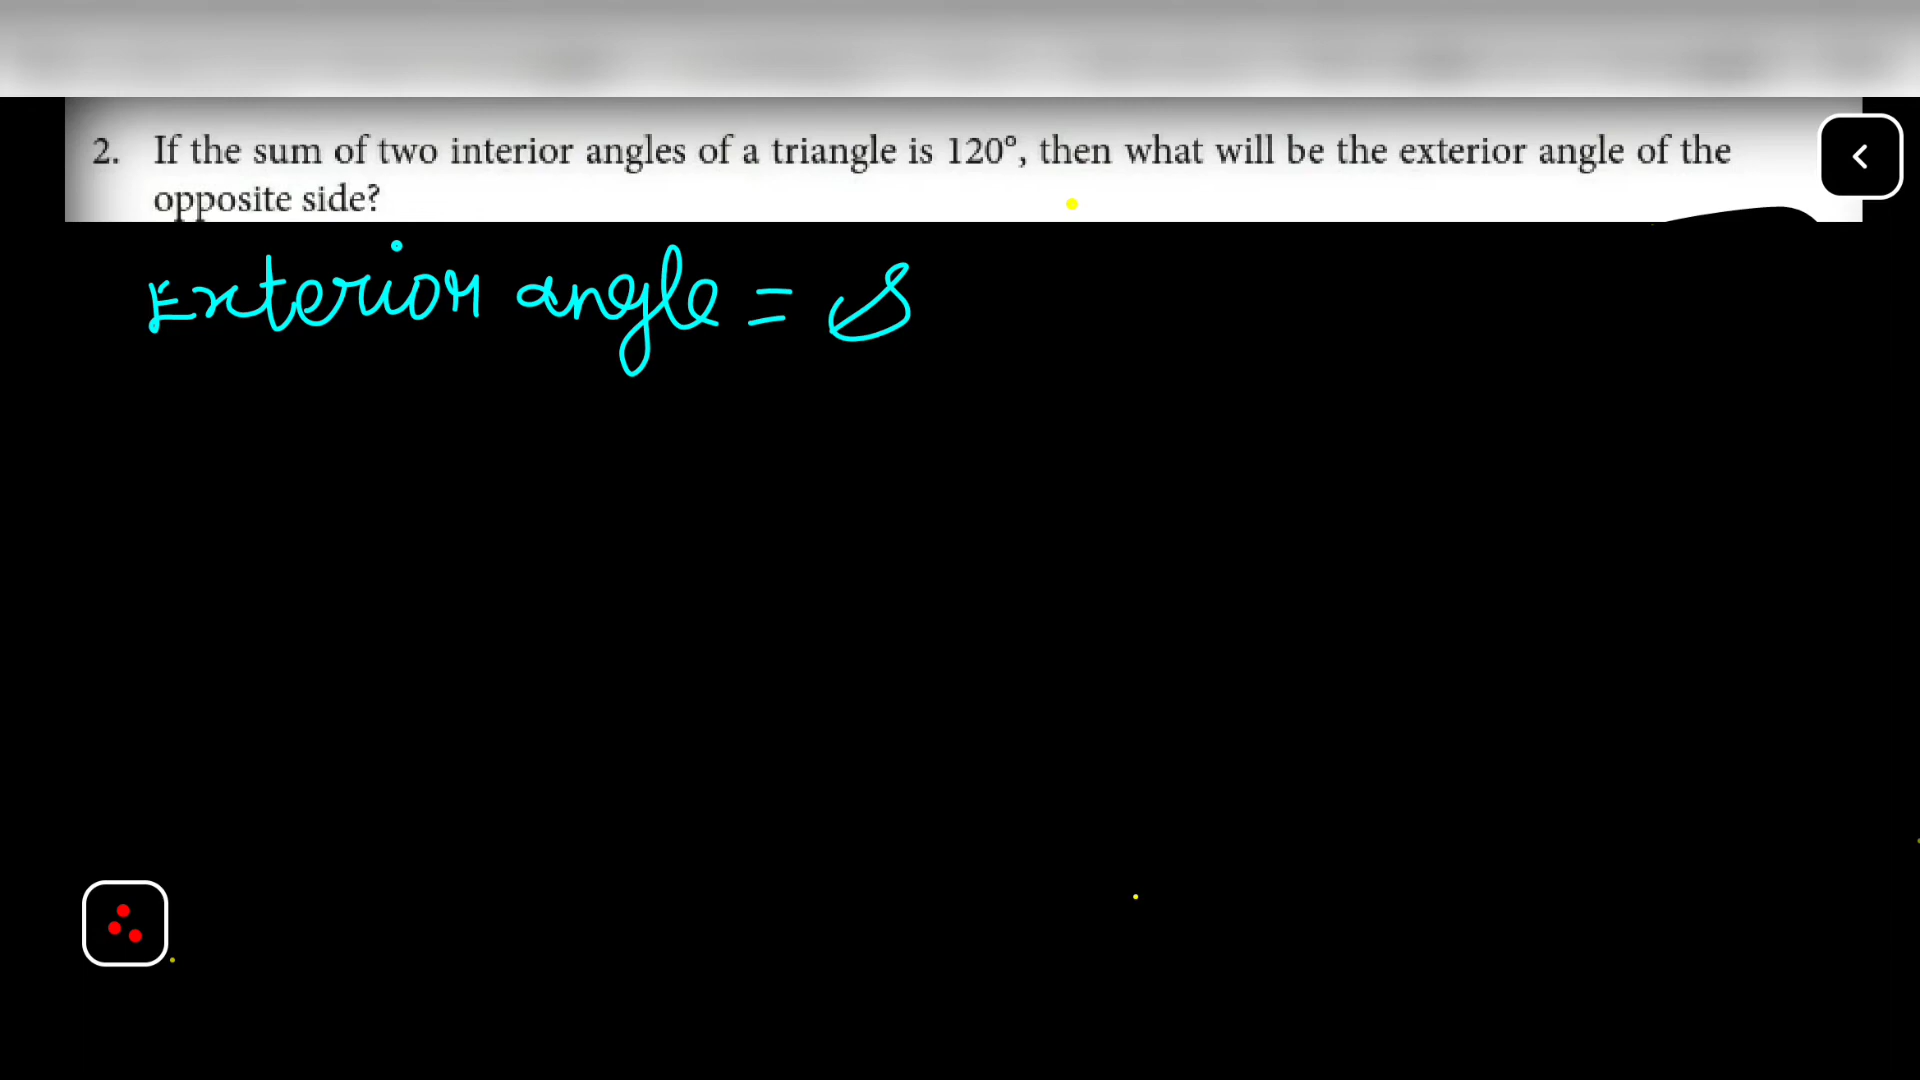 2. If the sum of two interior angles of a triangle is 120°, then what will be the exterior angle of the
opposite side?
Exterior angle = S